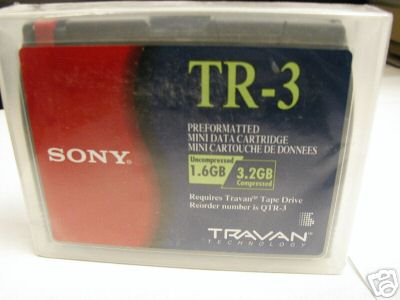 TR-3
PREFORMATTED
MINI DATA CARTRIDGE
MINI CARTOUCHE DE DONNEES
SONY®
Uncompressed
1.6GB / 3.2GB
Compressed
Requires Travan™ Tape Drive
Reorder number is QTR-3
TRAVAN™
TECHNOLOGY